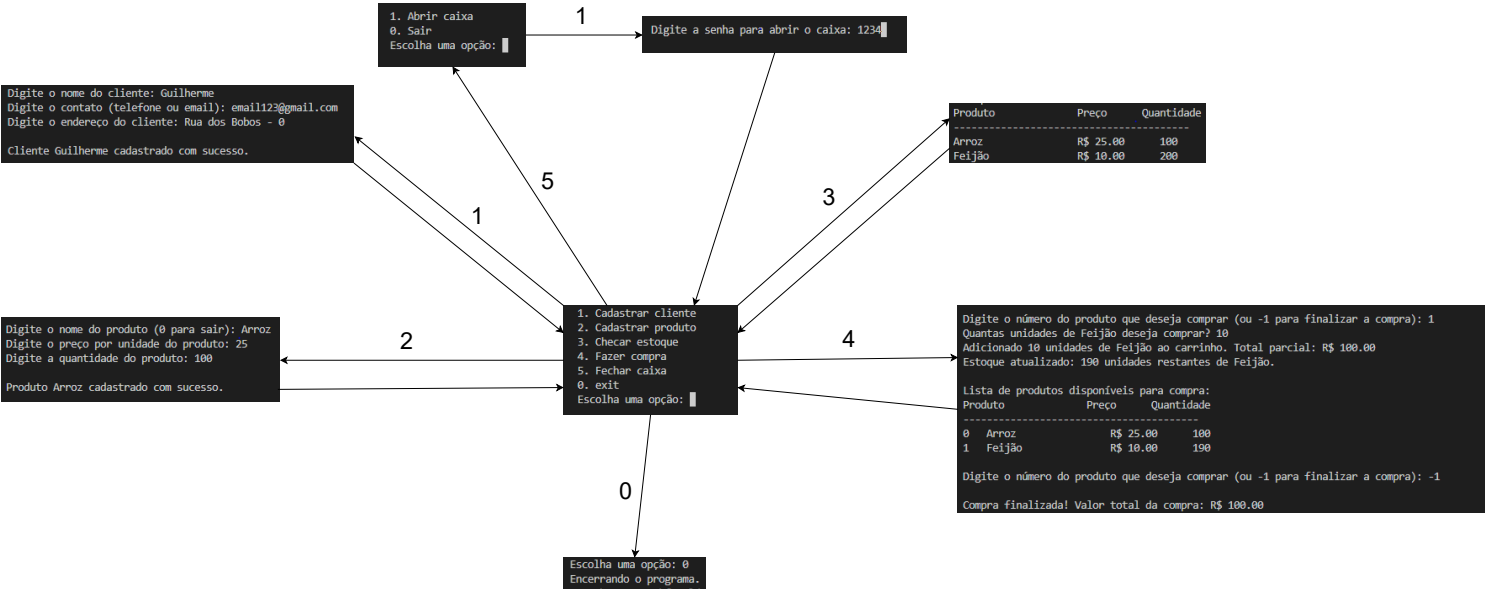 1. Abrir caixa
0. Sair
Escolha uma opção:
1
Digite a senha para abrir o caixa: 1234
Digite o nome do cliente: Guilherme
Digite o contato (telefone ou email): email123@gmail.com
Digite o endereço do cliente: Rua dos Bobos - 0
Cliente Guilherme cadastrado com sucesso.
Produto Preço Quantidade
-----------------------------------------
Arroz R$ 25.00 100
Feijão R$ 10.00 200
5
1
3
Digite o nome do produto (0 para sair): Arroz
Digite o preço por unidade do produto: 25
Digite a quantidade do produto: 100
Produto Arroz cadastrado com sucesso.
2
1. Cadastrar cliente
2. Cadastrar produto
3. Checar estoque
4. Fazer compra
5. Fechar caixa
0. exit
Escolha uma opção:
4
Digite o número do produto que deseja comprar (ou -1 para finalizar a compra): 1
Quantas unidades de Feijão deseja comprar? 10
Adicionado 10 unidades de Feijão ao carrinho. Total parcial: R$ 100.00
Estoque atualizado: 190 unidades restantes de Feijão.
Lista de produtos disponíveis para compra:
Produto Preço Quantidade
-----------------------------------------
0 Arroz R$ 25.00 100
1 Feijão R$ 10.00 190
Digite o número do produto que deseja comprar (ou -1 para finalizar a compra): -1
Compra finalizada! Valor total da compra: R$ 100.00
0
Escolha uma opção: 0
Encerrando o programa.